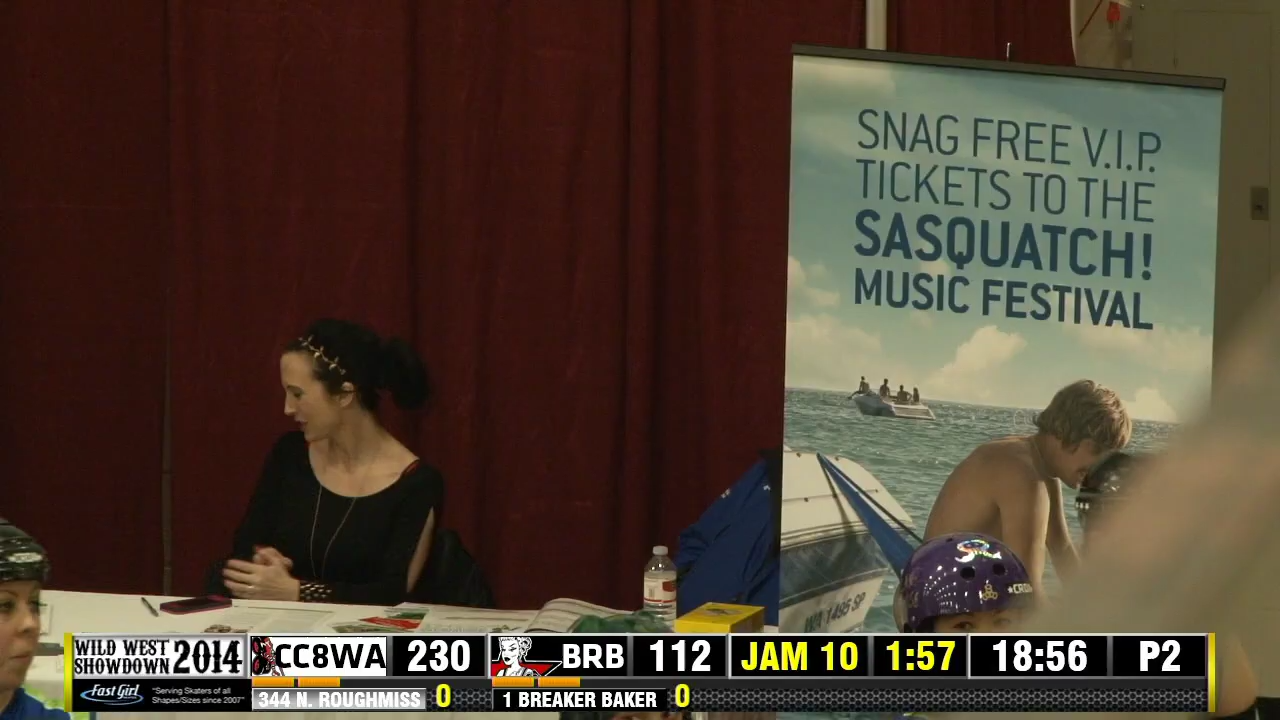 SNAG FREE V.I.P.
TICKETS TO THE
SASQUATCH!
MUSIC FESTIVAL
WA 1495 SP
WILD WEST
SHOWDOWN 2014
CC8WA 230 BRB 112 JAM 10 1:57 18:56 P2
Fast Girl
"Serving Skaters of all
Shapes/Sizes since 2007"
344 N. ROUGHMISS 0 1 BREAKER BAKER 0